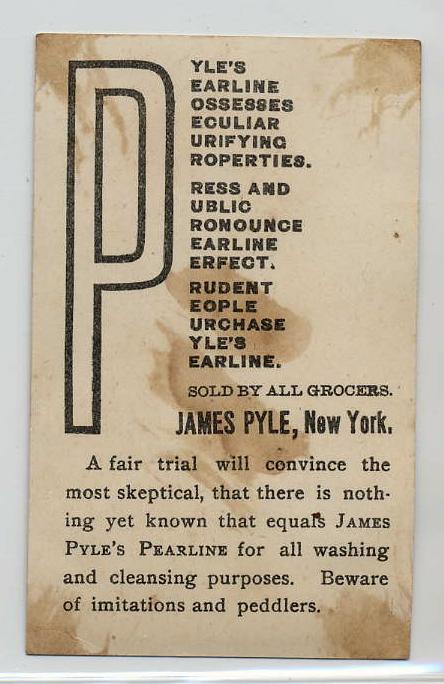 P
YLE'S
EARLINE
OSSESSES
ECULIAR
URIFYING
ROPERTIES.
RESS AND
UBLIC
RONOUNCE
EARLINE
ERFECT.
RUDENT
EOPLE
URCHASE
YLE'S
EARLINE.
SOLD BY ALL GROCERS.
JAMES PYLE, New York.
A fair trial will convince the
most skeptical, that there is noth-
ing yet known that equals JAMES
PYLE'S PEARLINE for all washing
and cleansing purposes. Beware
of imitations and peddlers.